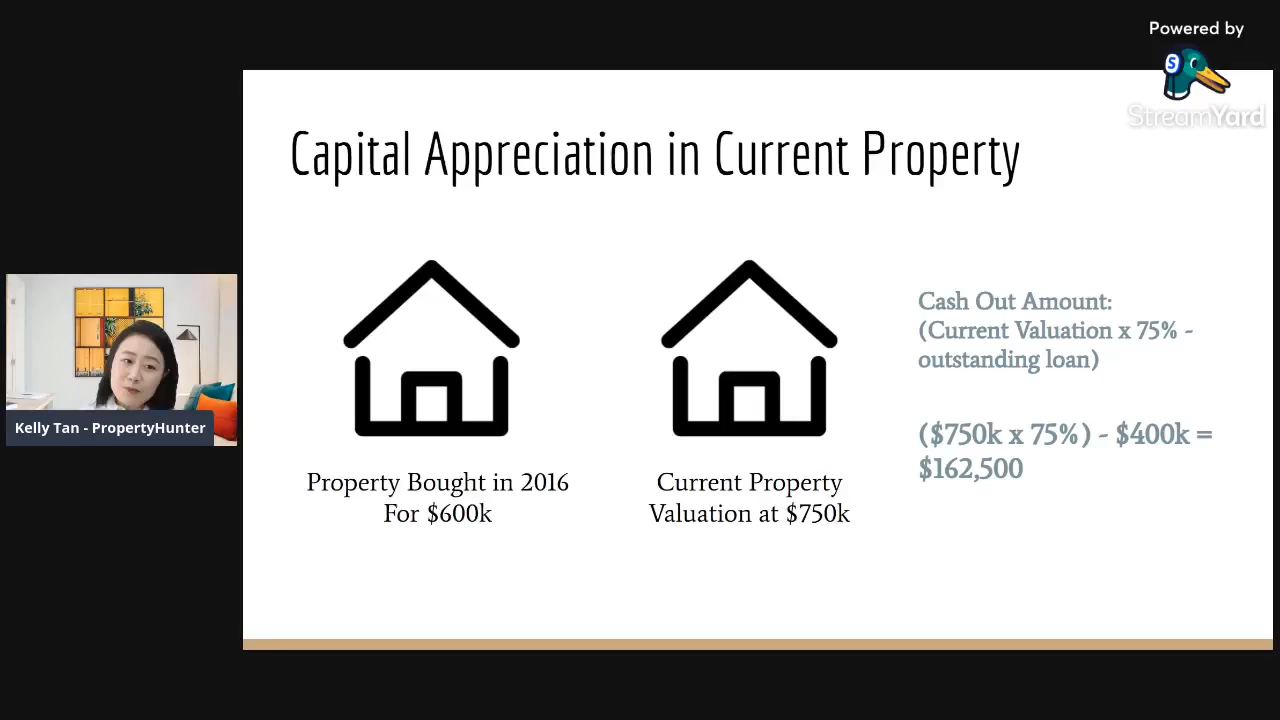 Powered by
S
StreamYard
Capital Appreciation in Current Property
Cash Out Amount:
(Current Valuation x 75% -
outstanding loan)
($750k x 75%) - $400k =
$162,500
Property Bought in 2016
For $600k
Current Property
Valuation at $750k
Kelly Tan - PropertyHunter